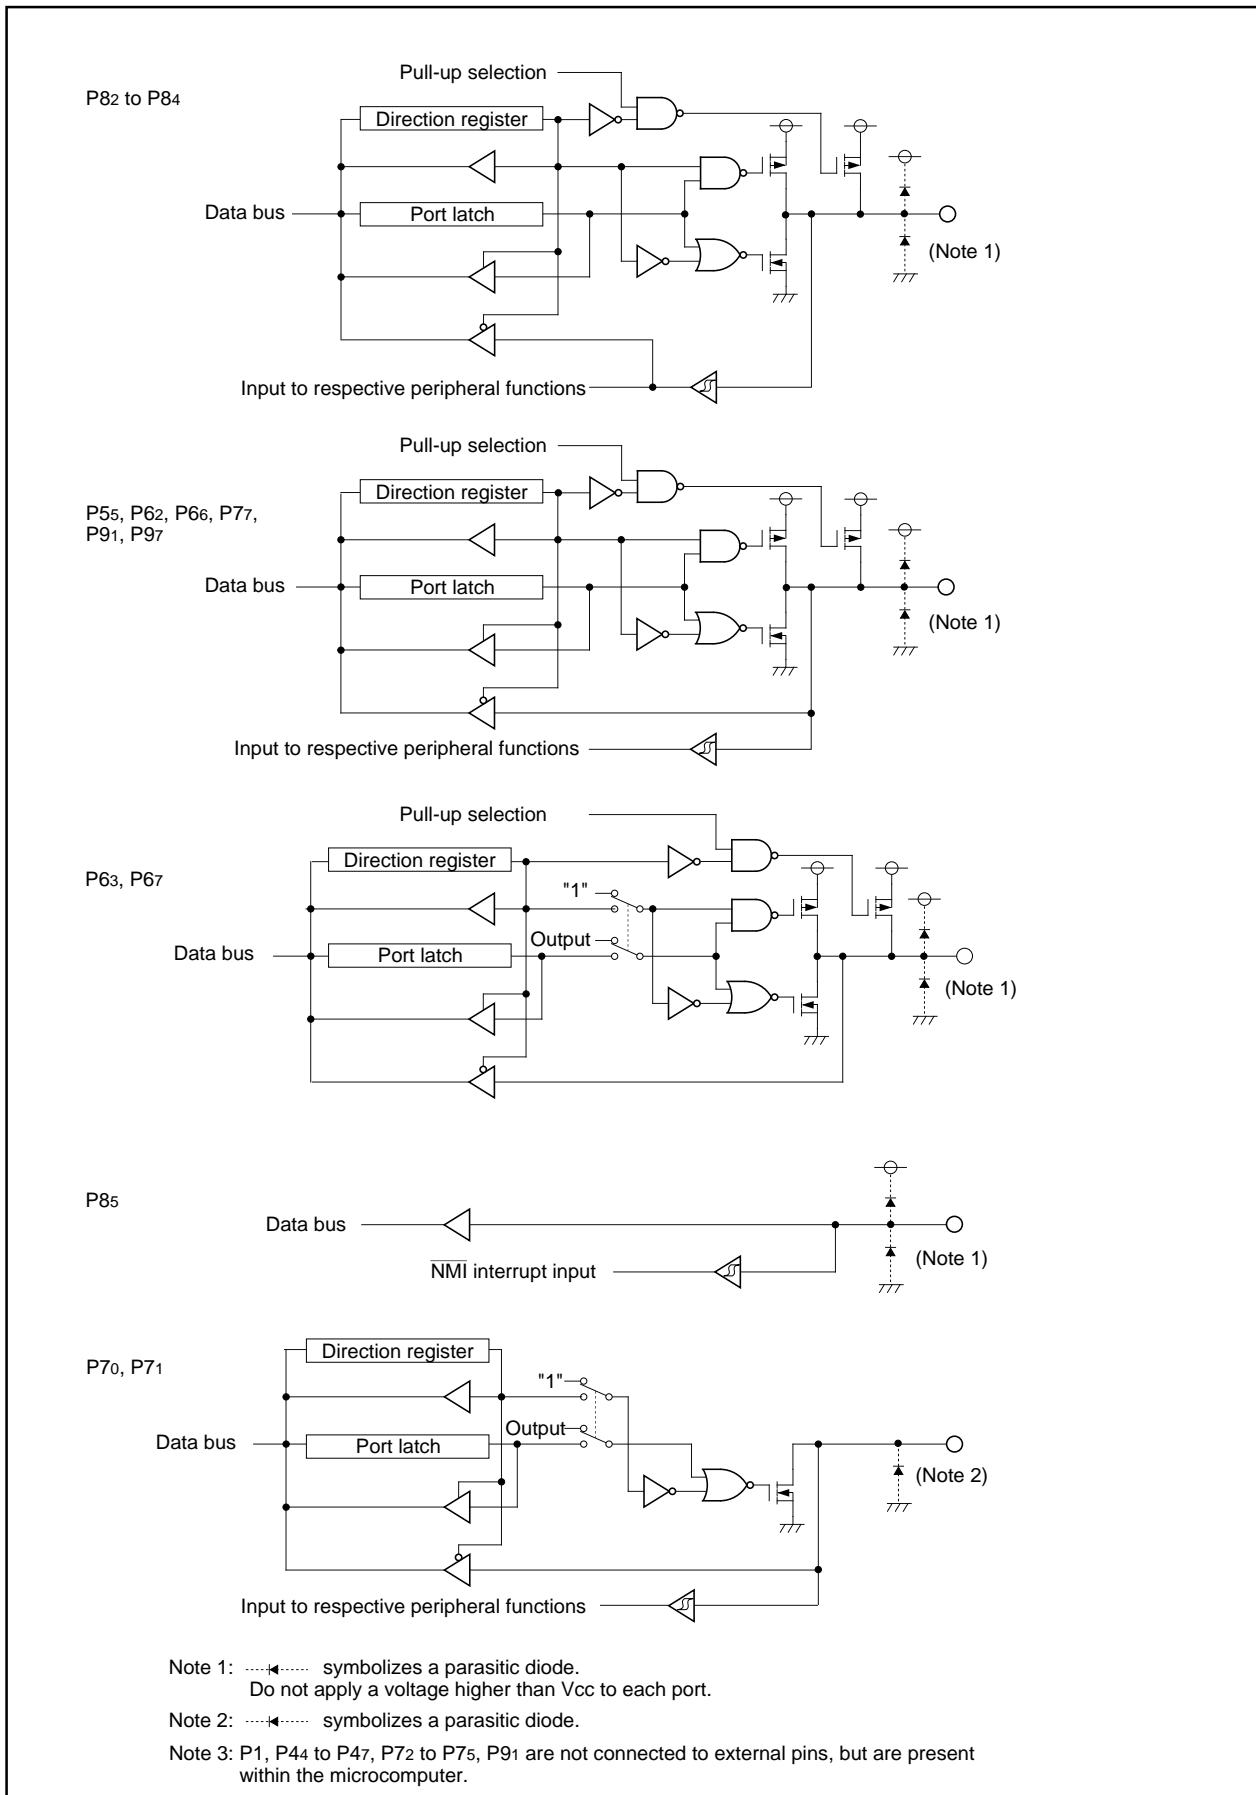 Pull-up selection
P82 to P84
Direction register
Data bus
Port latch
(Note 1)
Input to respective peripheral functions
Pull-up selection
Direction register
P55, P62, P66, P77,
P91, P97
Data bus
Port latch
(Note 1)
Input to respective peripheral functions
Pull-up selection
Direction register
P63, P67
"1"
Output
Data bus
Port latch
(Note 1)
P85
Data bus
(Note 1)
NMI interrupt input
Direction register
P70, P71
"1"
Output
Data bus
Port latch
(Note 2)
Input to respective peripheral functions
Note 1: symbolizes a parasitic diode.
Do not apply a voltage higher than Vcc to each port.
Note 2: symbolizes a parasitic diode.
Note 3: P1, P44 to P47, P72 to P75, P91 are not connected to external pins, but are present
within the microcomputer.